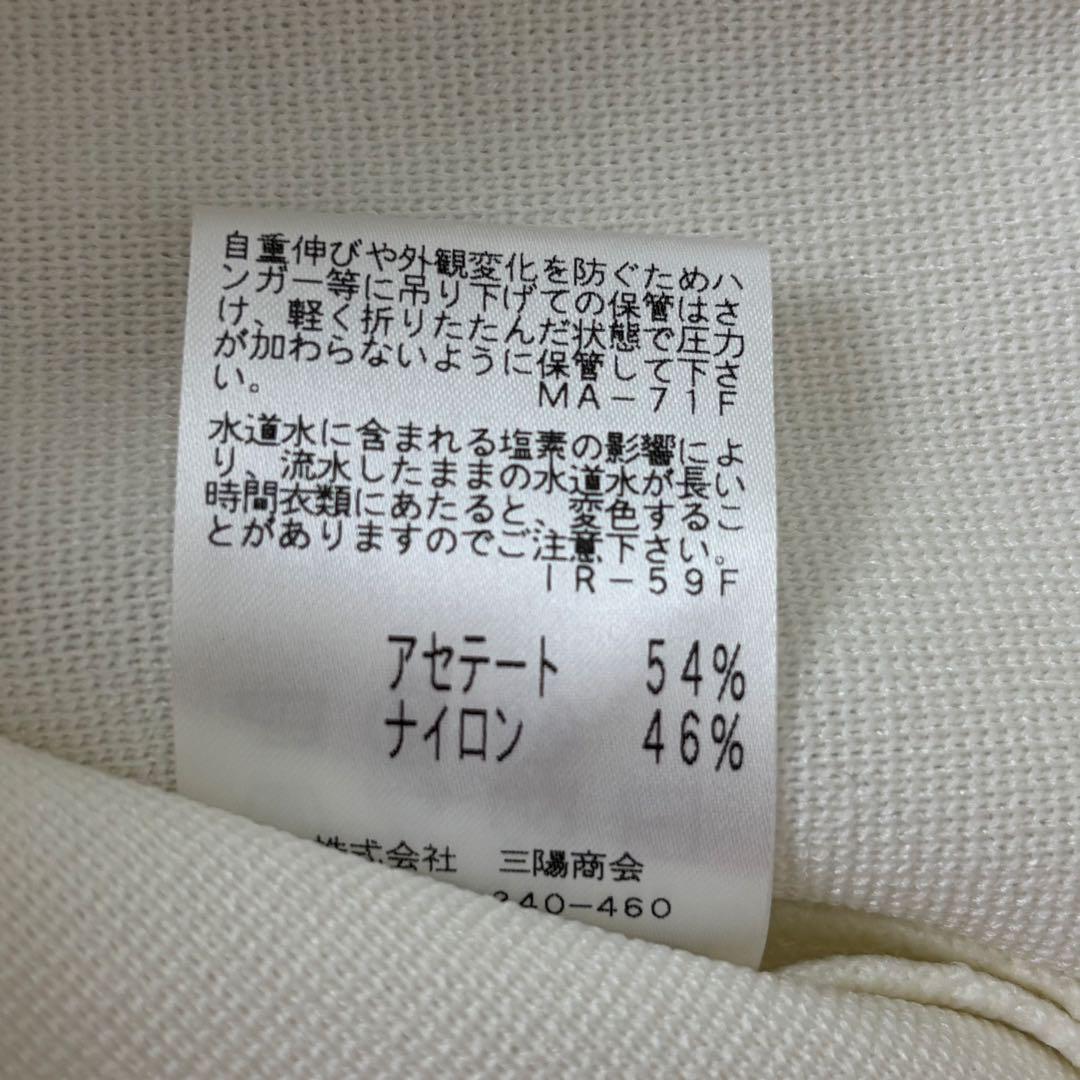 自重伸びや外観変化を防ぐためハ
ンガー等に吊り下げての保管はさ
け、軽く折りたたんだ状態で圧力
が加わらないように保管して下さ
い。 MA-71F
水道水に含まれる塩素の影響によ
り、流水したままの水道水が長い
時間衣類にあたると、変色するこ
とがありますのでご注意下さい。
IR-59F
アセテート 54%
ナイロン 46%
株式会社 三陽商会
340-460